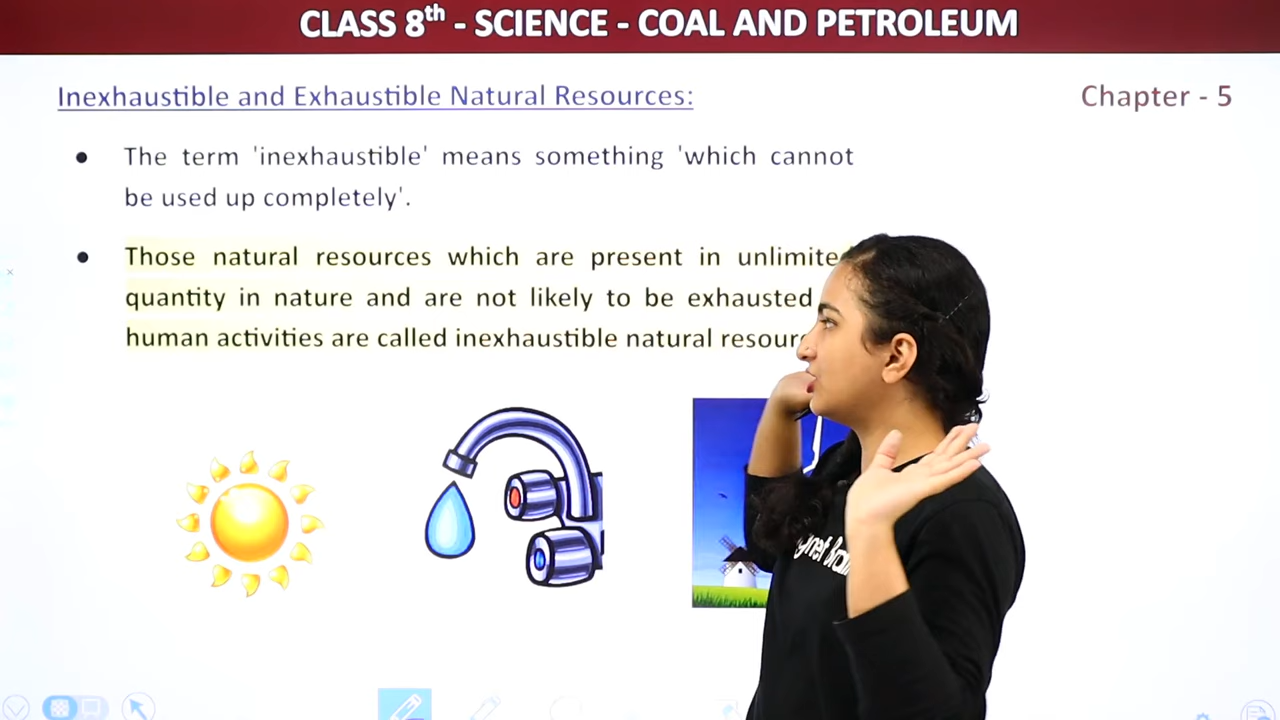 CLASS 8th - SCIENCE - COAL AND PETROLEUM
Inexhaustible and Exhaustible Natural Resources:
Chapter - 5
● The term 'inexhaustible' means something 'which cannot
be used up completely'.
● Those natural resources which are present in
quantity in nature and are not likely to be exhausted
human activities are called inexhaustible natural